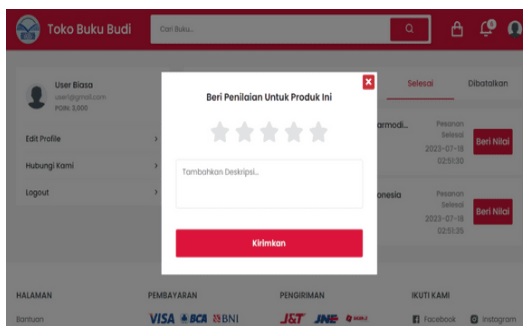 Toko Buku Budi
Cari Buku...
User Biasa
user1@gmail.com
POIN: 3,000
Edit Profile
Hubungi Kami
Logout
Beri Penilaian Untuk Produk Ini
Tambahkan Deskripsi...
Kirimkan
Selesai
Dibatalkan
armodi...
Pesanan
Selesai
2023-07-18
02:51:30
Beri Nilai
onesia
Pesanan
Selesai
2023-07-18
02:51:35
Beri Nilai
HALAMAN
Bantuan
PEMBAYARAN
VISA BCA BNI
PENGIRIMAN
J&T JNE
IKUTI KAMI
Facebook Instagram